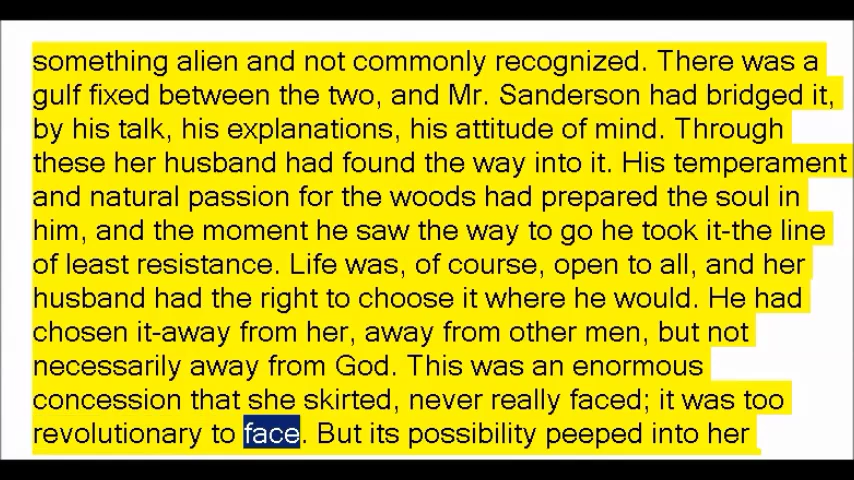 something alien and not commonly recognized. There was a
gulf fixed between the two, and Mr. Sanderson had bridged it,
by his talk, his explanations, his attitude of mind. Through
these her husband had found the way into it. His temperament
and natural passion for the woods had prepared the soul in
him, and the moment he saw the way to go he took it-the line
of least resistance. Life was, of course, open to all, and her
husband had the right to choose it where he would. He had
chosen it-away from her, away from other men, but not
necessarily away from God. This was an enormous
concession that she skirted, never really faced; it was too
revolutionary to face. But its possibility peeped into her